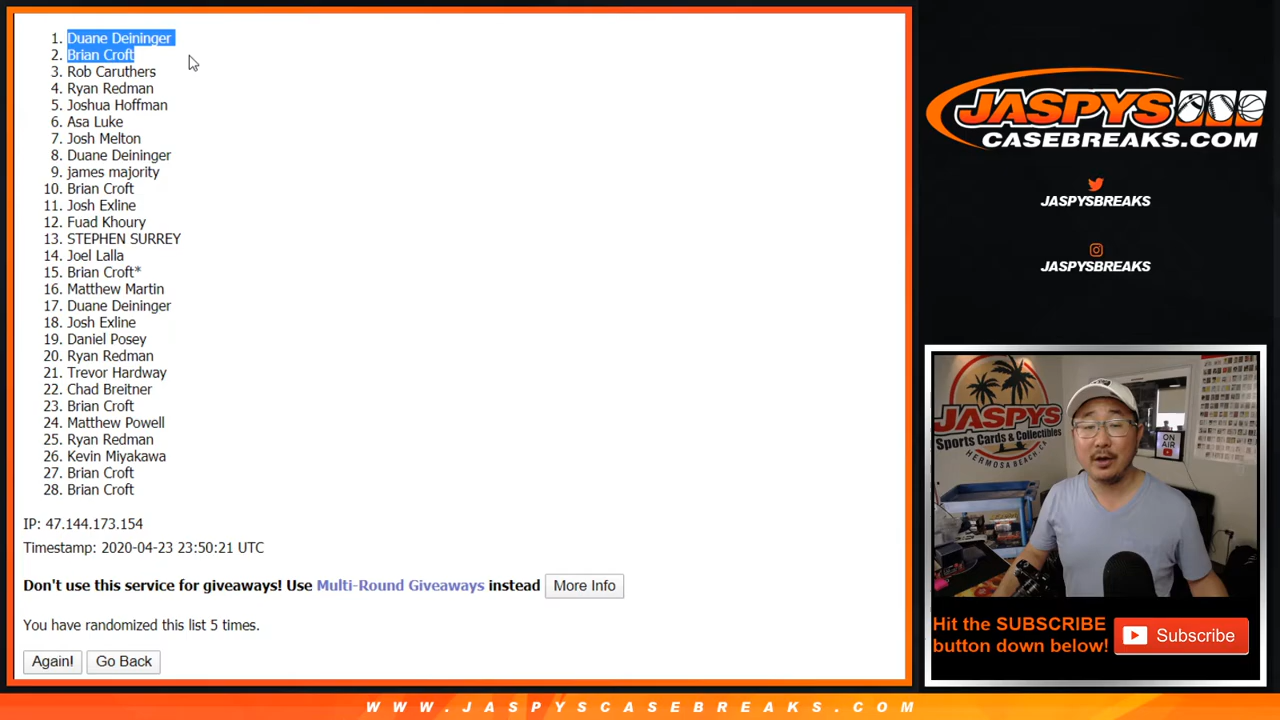 1. Duane Deininger
2. Brian Croft
3. Rob Caruthers
4. Ryan Redman
5. Joshua Hoffman
6. Asa Luke
7. Josh Melton
8. Duane Deininger
9. james majority
10. Brian Croft
11. Josh Exline
12. Fuad Khoury
13. STEPHEN SURREY
14. Joel Lalla
15. Brian Croft*
16. Matthew Martin
17. Duane Deininger
18. Josh Exline
19. Daniel Posey
20. Ryan Redman
21. Trevor Hardway
22. Chad Breitner
23. Brian Croft
24. Matthew Powell
25. Ryan Redman
26. Kevin Miyakawa
27. Brian Croft
28. Brian Croft
IP: 47.144.173.154
Timestamp: 2020-04-23 23:50:21 UTC
Don't use this service for giveaways! Use Multi-Round Giveaways instead More Info
You have randomized this list 5 times.
Again! Go Back
JASPYS
CASEBREAKS.COM
JASPYSBREAKS
JASPYSBREAKS
JASPYS
Sports Cards & Collectibles
HERMOSA BEACH, CA
ON AIR
Hit the SUBSCRIBE
button down below!
Subscribe
WWW.JASPYSCASEBREAKS.COM